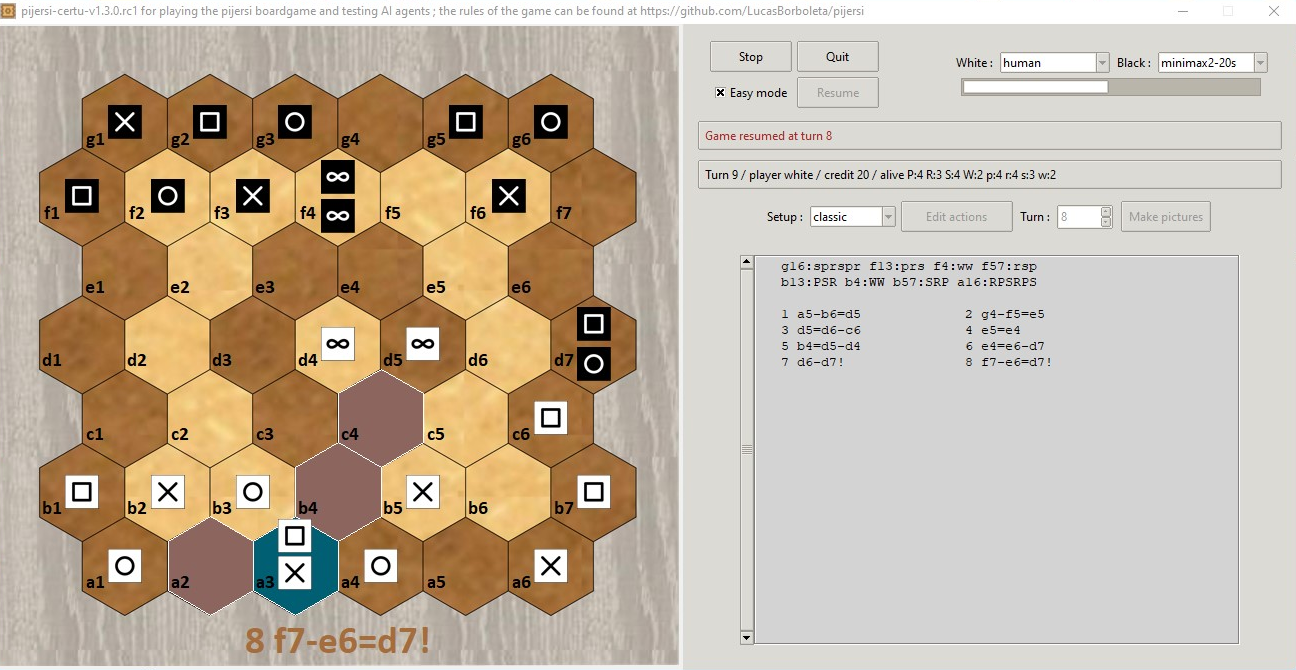 pijersi-certu-v1.3.0.rc1 for playing the pijersi boardgame and testing AI agents ; the rules of the game can be found at https://github.com/LucasBorboleta/pijersi
Stop
Quit
White :
human
Black :
minimax2-20s
Easy mode
Resume
Game resumed at turn 8
Turn 9 / player white / credit 20 / alive P:4 R:3 S:4 W:2 p:4 r:4 s:3 w:2
Setup :
classic
Edit actions
Turn :
8
Make pictures
g16:sprspr f13:prs f4:ww f57:rsp
b13:PSR b4:WW b57:SRP a16:RPSRPS
1 a5-b6=d5 2 g4-f5=e5
3 d5=d6-c6 4 e5=e4
5 b4=d5-d4 6 e4=e6-d7
7 d6-d7! 8 f7-e6=d7!
g1 g2 g3 g4 g5 g6
f1 f2 f3 f4 f5 f6 f7
e1 e2 e3 e4 e5 e6
d1 d2 d3 d4 d5 d6 d7
c1 c2 c3 c4 c5 c6
b1 b2 b3 b4 b5 b6 b7
a1 a2 a3 a4 a5 a6
8 f7-e6=d7!